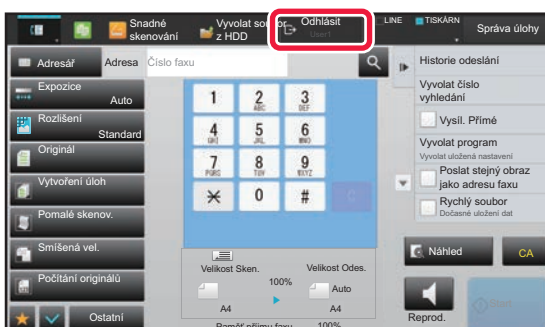 Snadné
skenování
Vyvolat soubor
z HDD
Odhlásit
User1
LINE
TISKÁRN
Správa úlohy
Adresář
Adresa
Číslo faxu
Historie odeslání
Expozice
Auto
Rozlišení
Standard
Originál
Vytvoření úloh
Pomalé skenov.
Smíšená vel.
Počítání originálů
Ostatní
1
2
ABC
3
DEF
4
GHI
5
JKL
6
MNO
7
PQRS
8
TUV
9
WXYZ
0
#
Velikost Sken.
100%
Velikost Odes.
Auto
A4
A4
Paměť příjmu faxu
100%
Vyvolat číslo
vyhledání
Vysíl. Přímé
Vyvolat program
Vyvolat uložená nastavení
Poslat stejný obraz
jako adresu faxu
Rychlý soubor
Dočasné uložení dat
Náhled
CA
Reprod.
Start